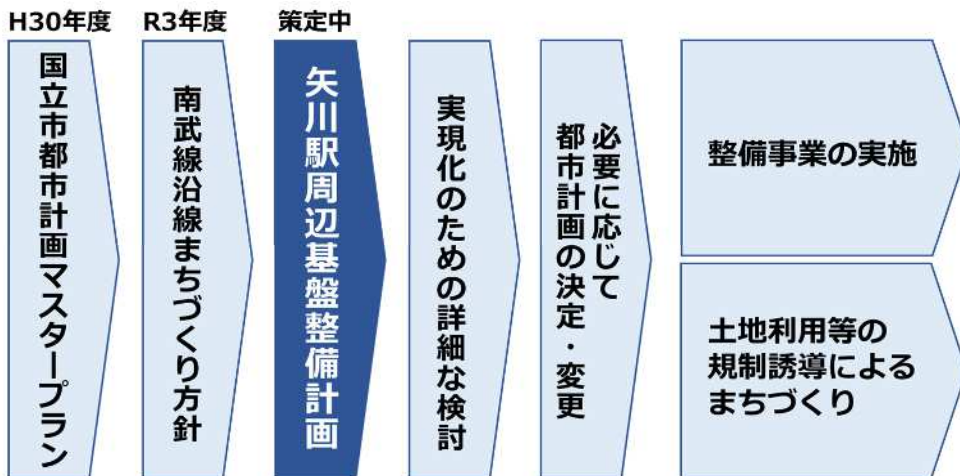 H30年度
国立市都市計画マスタープラン
R3年度
南武線沿線まちづくり方針
策定中
矢川駅周辺基盤整備計画
実現化のための詳細な検討
必要に応じて
都市計画の決定・変更
整備事業の実施
土地利用等の
規制誘導による
まちづくり